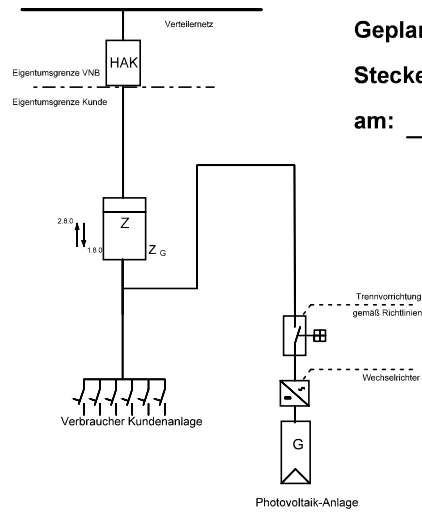 Verteilernetz
Geplan
HAK
Eigentumsgrenze VNB
Stecke
Eigentumsgrenze Kunde
am: _
2.8.0
Z
1.8.0
Z G
Trennvorrichtung
gemäß Richtlinien
Wechselrichter
Verbraucher Kundenanlage
G
Photovoltaik-Anlage